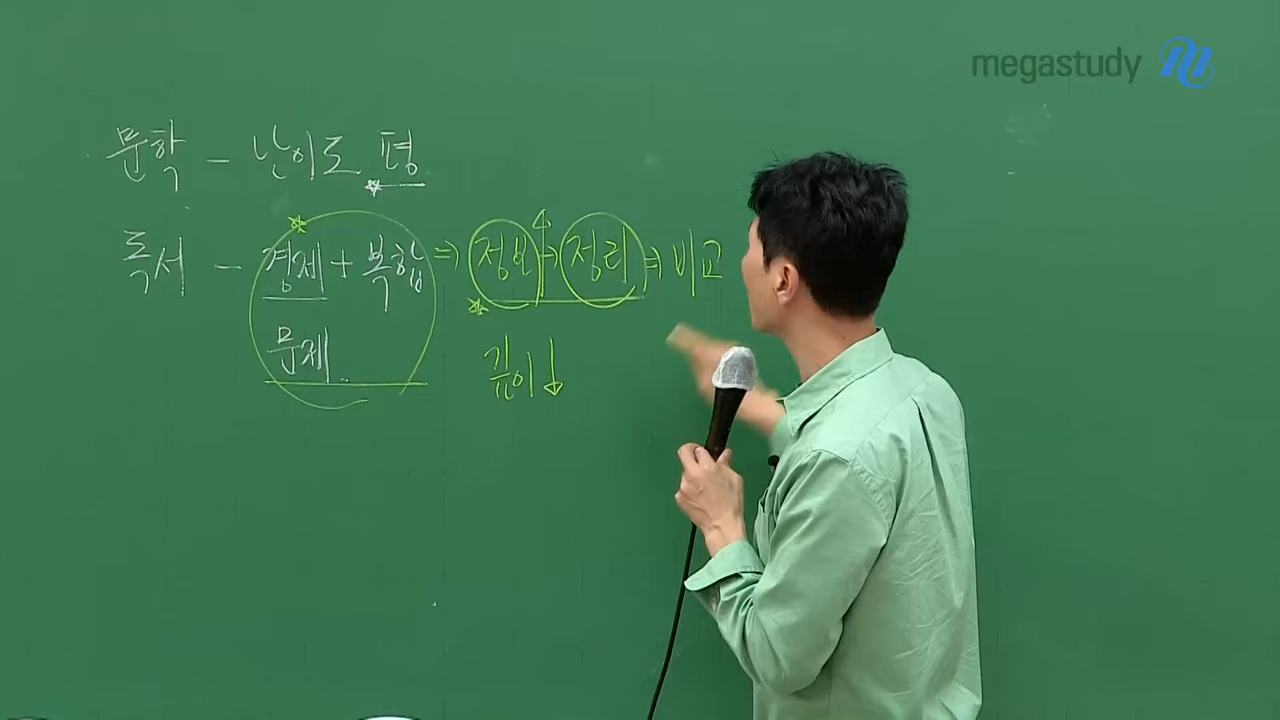 megastudy
문학 - 난이도 평
독서 - 경제 + 복합 ⇒ 정보 → 정리 ⇒ 비교
문제 깊이↓